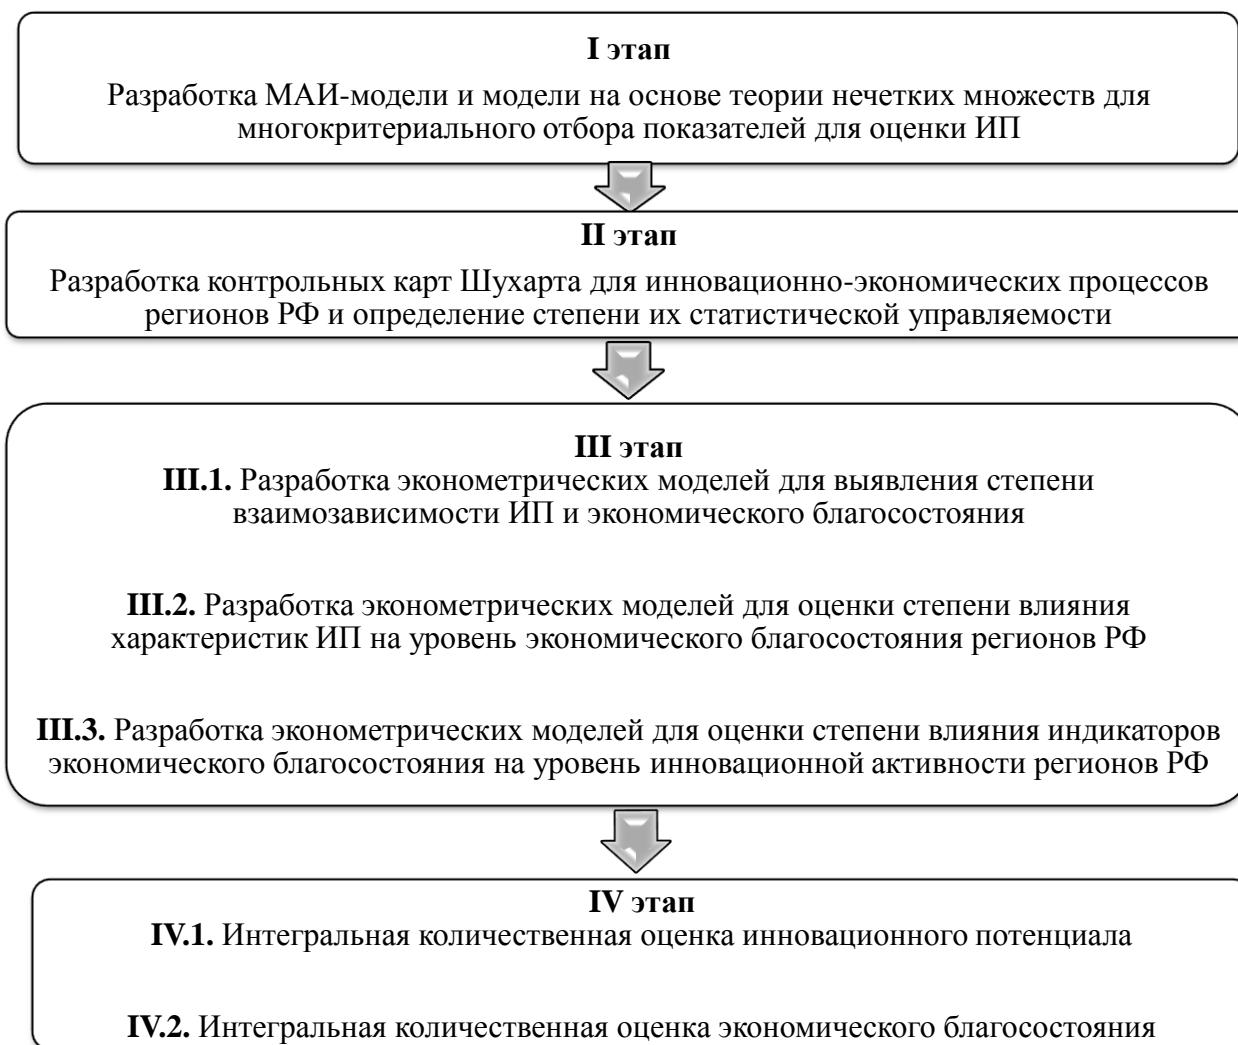 I этап
Разработка МАИ-модели и модели на основе теории нечетких множеств для
многокритериального отбора показателей для оценки ИП
II этап
Разработка контрольных карт Шухарта для инновационно-экономических процессов
регионов РФ и определение степени их статистической управляемости
III этап
III.1. Разработка эконометрических моделей для выявления степени
взаимозависимости ИП и экономического благосостояния
III.2. Разработка эконометрических моделей для оценки степени влияния
характеристик ИП на уровень экономического благосостояния регионов РФ
III.3. Разработка эконометрических моделей для оценки степени влияния индикаторов
экономического благосостояния на уровень инновационной активности регионов РФ
IV этап
IV.1. Интегральная количественная оценка инновационного потенциала
IV.2. Интегральная количественная оценка экономического благосостояния